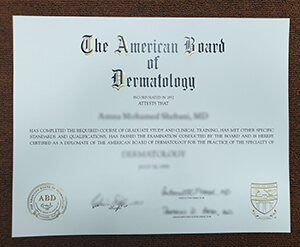 The American Board
of
Dermatology
INCORPORATED IN 1932
ATTESTS THAT
HAS COMPLETED THE REQUIRED COURSE OF GRADUATE STUDY AND CLINICAL TRAINING, HAS MET OTHER SPECIFIC
STANDARDS AND QUALIFICATIONS, HAS PASSED THE EXAMINATION CONDUCTED BY THE BOARD AND IS HEREBY
CERTIFIED AS A DIPLOMATE OF THE AMERICAN BOARD OF DERMATOLOGY FOR THE PRACTICE OF THE SPECIALTY OF
DERMATOLOGY
ABD